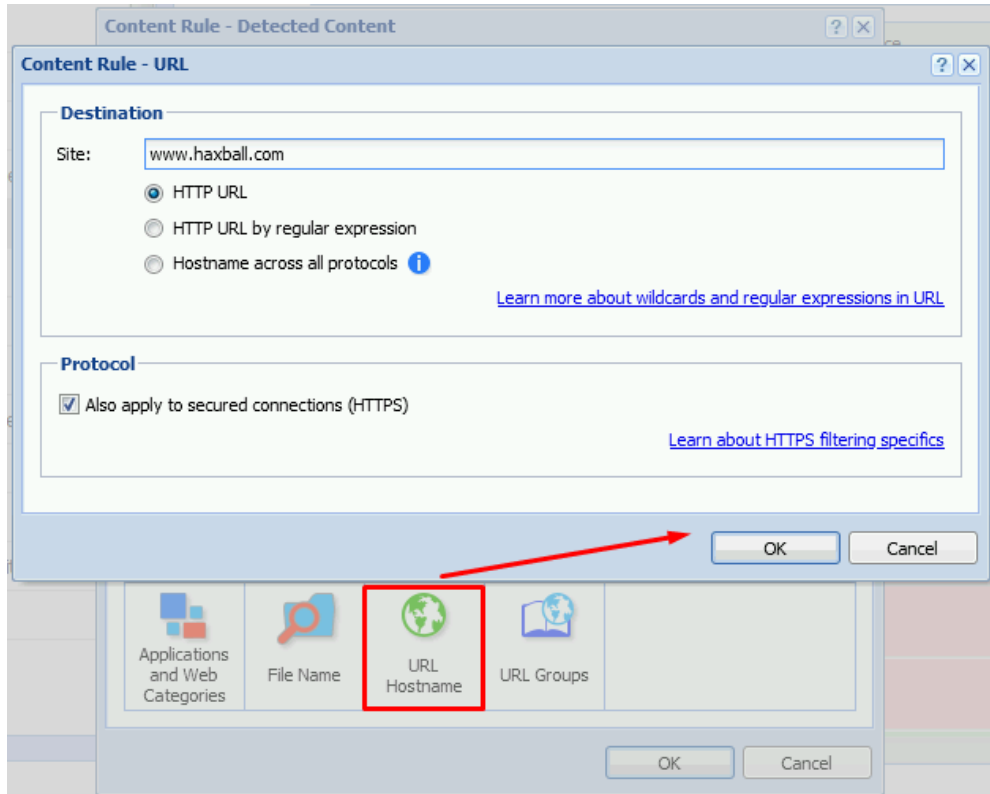 Content Rule - Detected Content
Content Rule - URL
Destination
Site: www.haxball.com
HTTP URL
HTTP URL by regular expression
Hostname across all protocols
Learn more about wildcards and regular expressions in URL
Protocol
Also apply to secured connections (HTTPS)
Learn about HTTPS filtering specifics
OK Cancel
Applications
and Web
Categories
File Name
URL
Hostname
URL Groups
OK Cancel